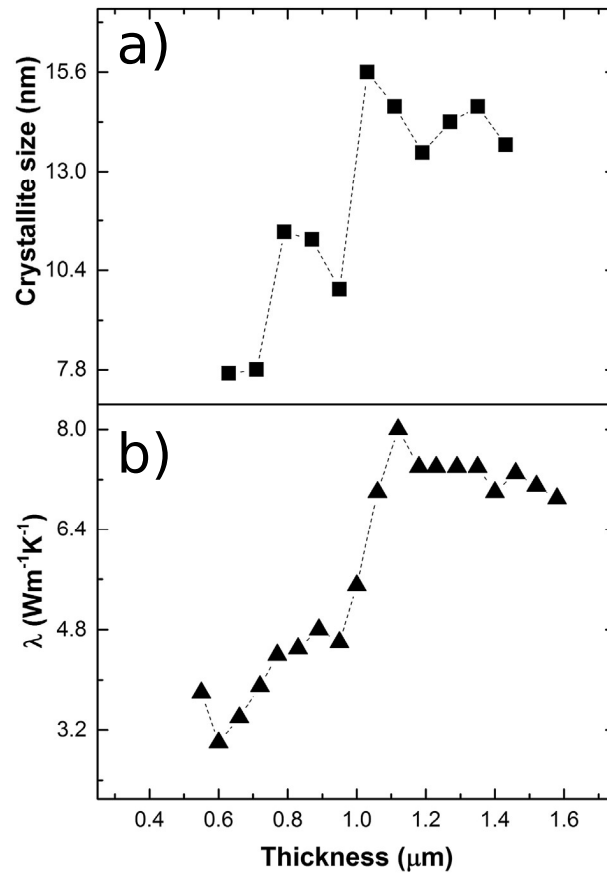 a)
15.6
13.0
10.4
7.8
Crystallite size (nm)
b)
8.0
6.4
4.8
3.2
λ (Wm⁻¹K⁻¹)
0.4 0.6 0.8 1.0 1.2 1.4 1.6
Thickness (μm)